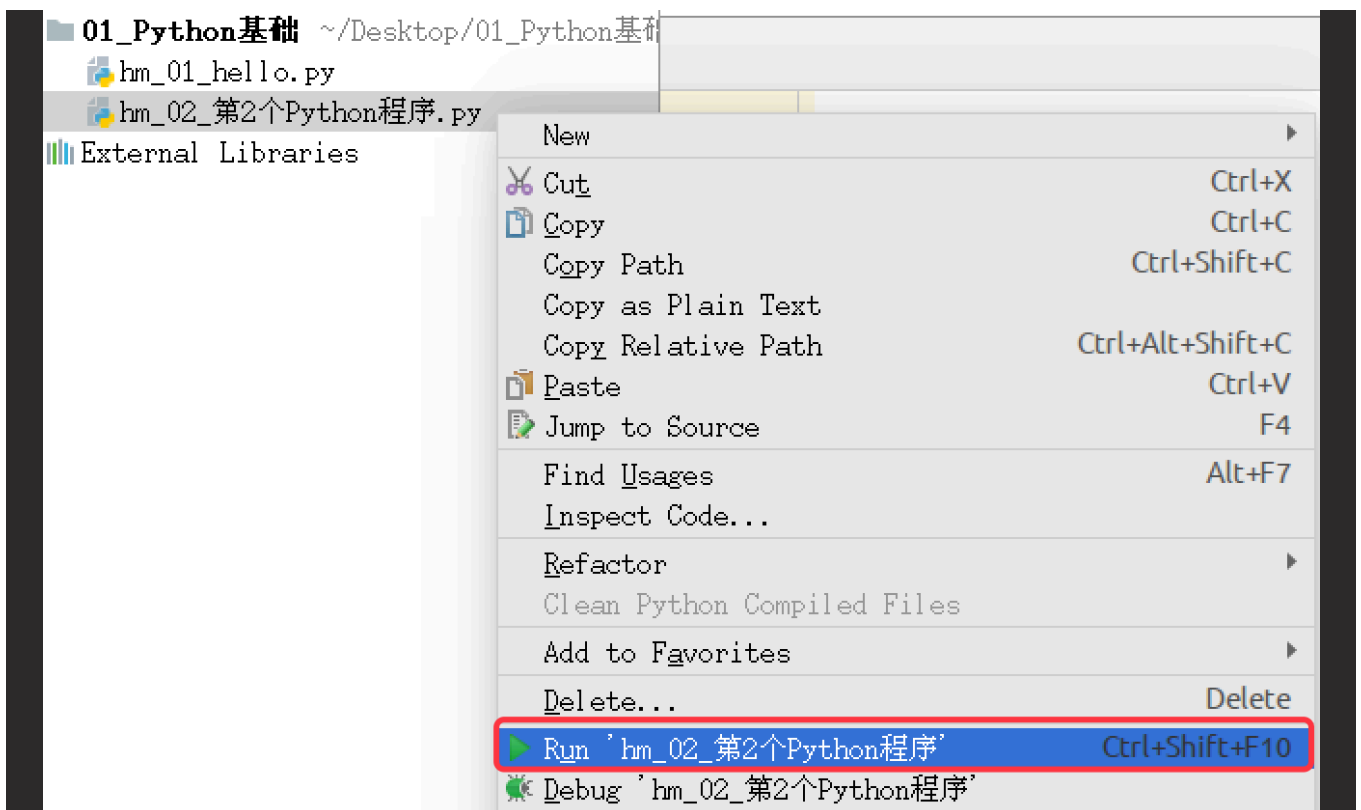 01_Python基础 ~/Desktop/01_Python基
hm_01_hello.py
hm_02_第2个Python程序.py
External Libraries
New
Cut Ctrl+X
Copy Ctrl+C
Copy Path Ctrl+Shift+C
Copy as Plain Text
Copy Relative Path Ctrl+Alt+Shift+C
Paste Ctrl+V
Jump to Source F4
Find Usages Alt+F7
Inspect Code...
Refactor
Clean Python Compiled Files
Add to Favorites
Delete... Delete
Run 'hm_02_第2个Python程序' Ctrl+Shift+F10
Debug 'hm_02_第2个Python程序'